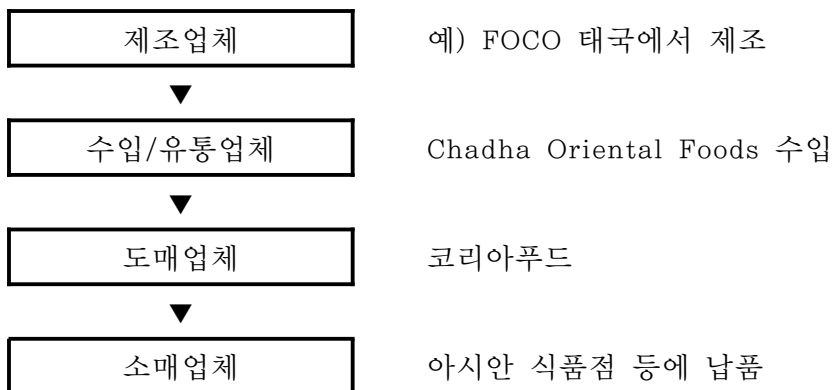 제조업체 예) FOCO 태국에서 제조
▼
수입/유통업체 Chadha Oriental Foods 수입
▼
도매업체 코리아푸드
▼
소매업체 아시안 식품점 등에 납품